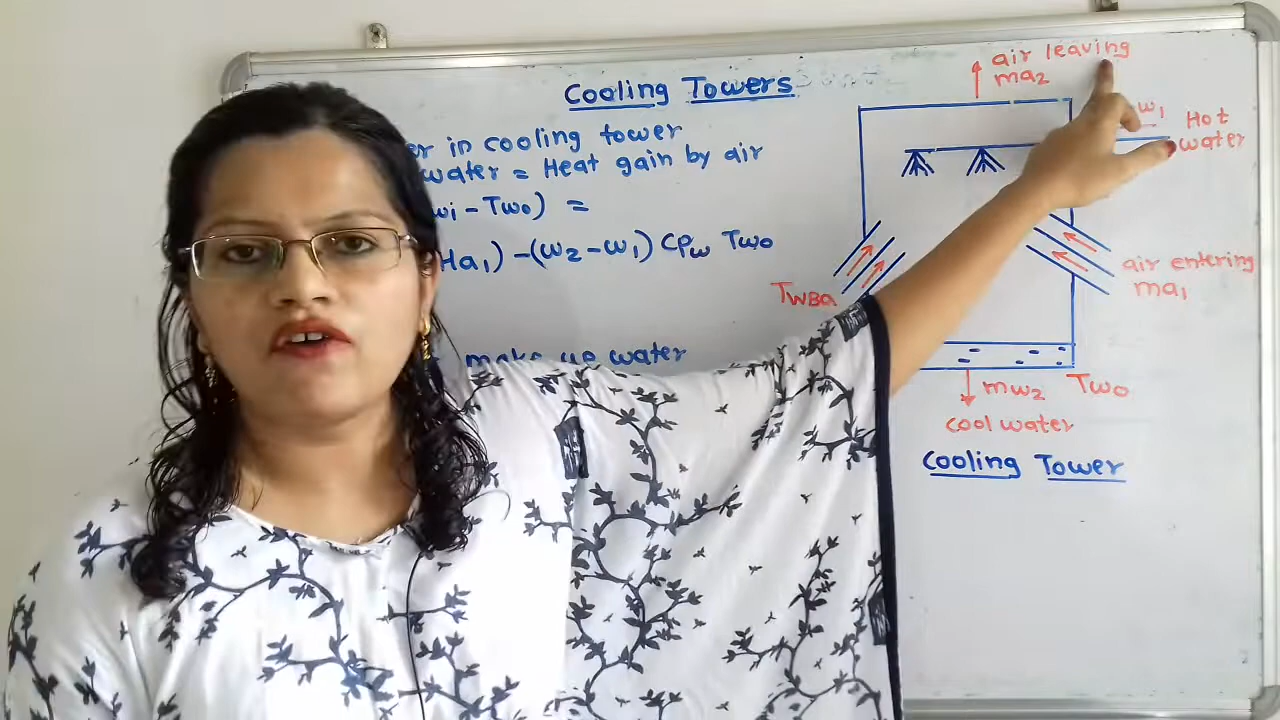 Cooling Towers
in cooling tower
water = Heat gain by air
wi - Two) =
Ha1) - (ω2 - ω1) Cpw Two
make up water
air leaving
ma2
w1
Hot
water
TWBa
air entering
ma1
mw2
Two
cool water
Cooling Tower